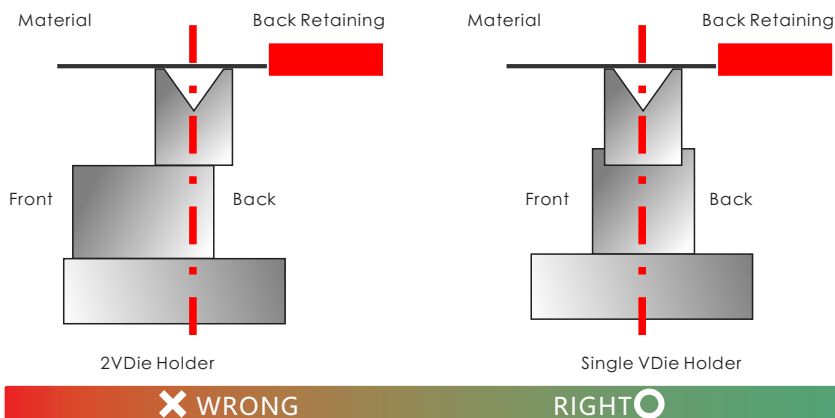 Material Back Retaining Material Back Retaining
Front Back Front Back
2VDie Holder Single VDie Holder
WRONG RIGHT